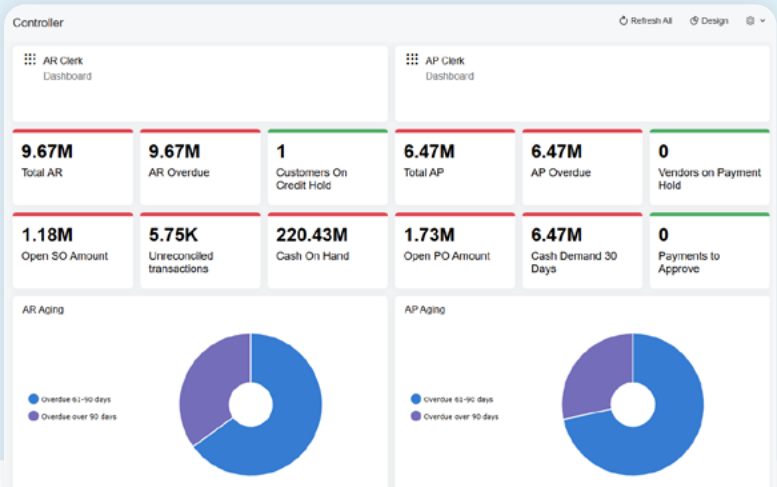 Controller
Refresh All
Design
AR Clerk
Dashboard
AP Clerk
Dashboard
9.67M
Total AR
9.67M
AR Overdue
1
Customers On
Credit Hold
6.47M
Total AP
6.47M
AP Overdue
0
Vendors on Payment
Hold
1.18M
Open SO Amount
5.75K
Unreconciled
transactions
220.43M
Cash On Hand
1.73M
Open PO Amount
6.47M
Cash Demand 30
Days
0
Payments to
Approve
AR Aging
Overdue 61-90 days
Overdue over 90 days
AP Aging
Overdue 61-90 days
Overdue over 90 days